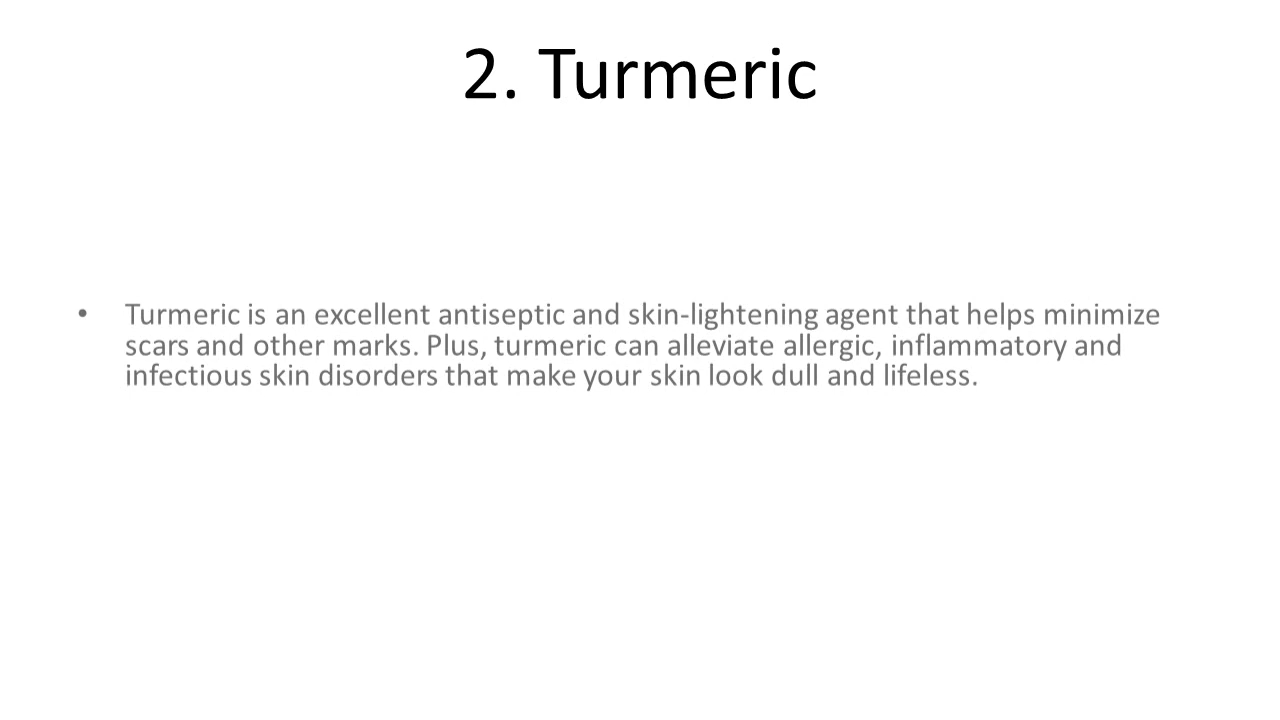 2. Turmeric
• Turmeric is an excellent antiseptic and skin-lightening agent that helps minimize
scars and other marks. Plus, turmeric can alleviate allergic, inflammatory and
infectious skin disorders that make your skin look dull and lifeless.